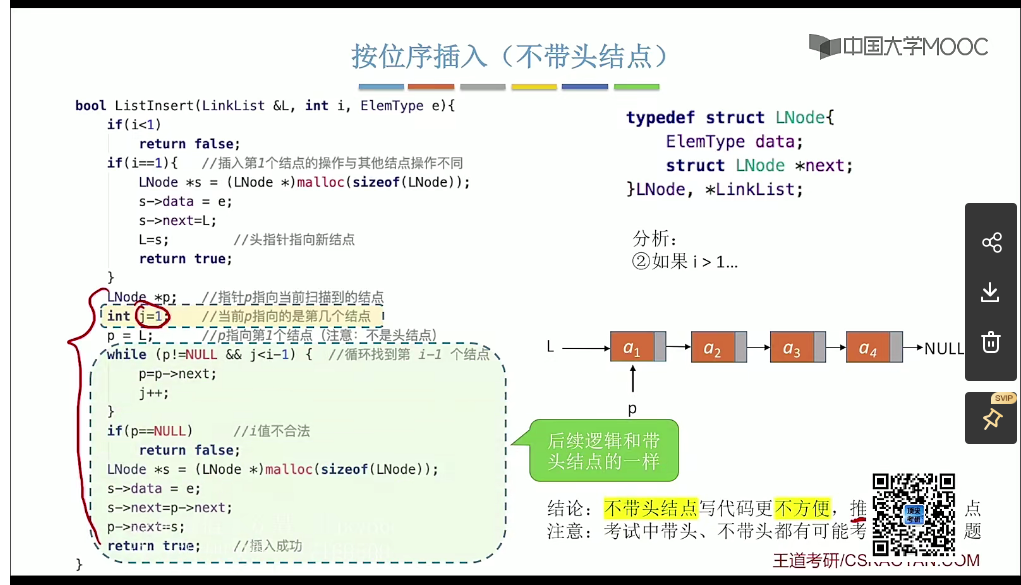 中国大学MOOC
按位序插入（不带头结点）
bool ListInsert(LinkList &L, int i, ElemType e){
if(i<1)
return false;
if(i==1){ //插入第1个结点的操作与其他结点操作不同
LNode *s = (LNode *)malloc(sizeof(LNode));
s->data = e;
s->next=L;
L=s; //头指针指向新结点
return true;
}
LNode *p; //指针p指向当前扫描到的结点
int j=1; //当前p指向的是第几个结点
p = L; //p指向第1个结点（注意：不是头结点）
while (p!=NULL && j<i-1) { //循环找到第 i-1 个结点
p=p->next;
j++;
}
if(p==NULL) //i值不合法
return false;
LNode *s = (LNode *)malloc(sizeof(LNode));
s->data = e;
s->next=p->next;
p->next=s;
return true; //插入成功
}
typedef struct LNode{
ElemType data;
struct LNode *next;
}LNode, *LinkList;
分析：
②如果 i > 1…
L a1 a2 a3 a4 NULL
p
后续逻辑和带
头结点的一样
结论：不带头结点写代码更不方便，推 点
注意：考试中带头、不带头都有可能考 题
王道考研/CSKAOYAN.COM
SVIP